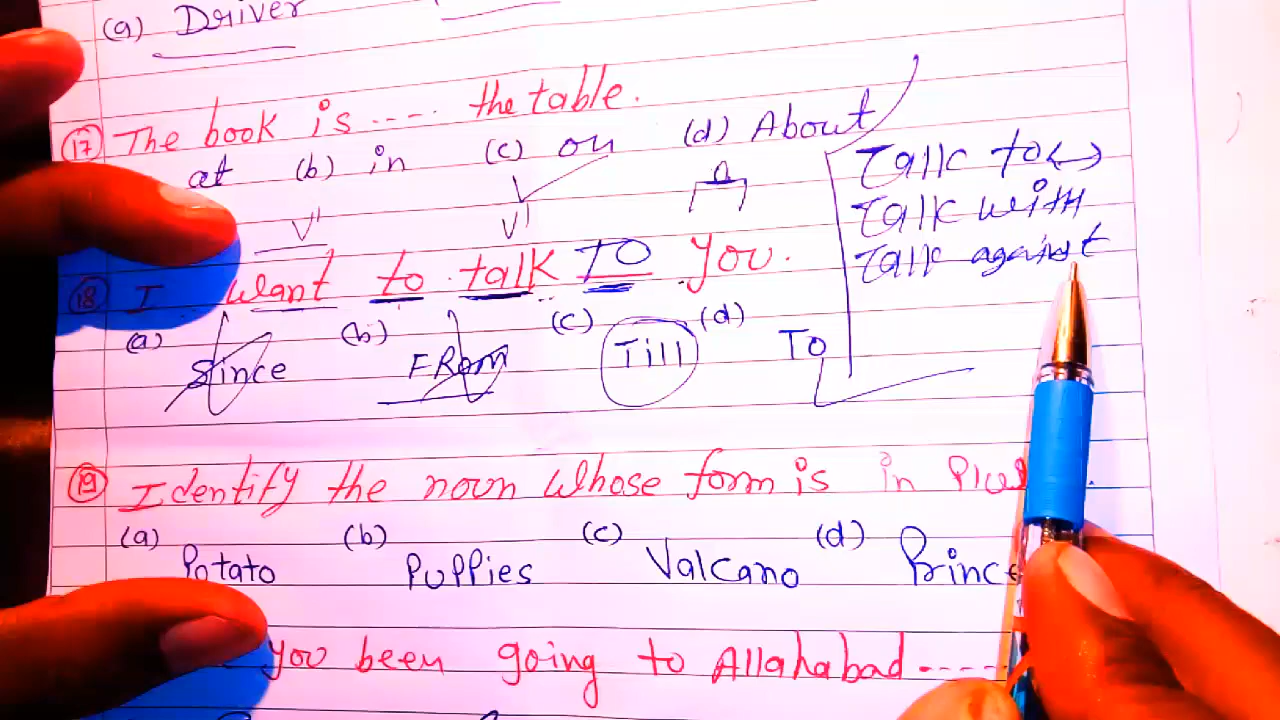 (a) Driver
(17) The book is .... the table.
at (b) in (c) on (d) About
Talk to ↔
Talk with
Talk against
V' V'
(18) I want to talk TO you.
(a) Since (b) FRom (c) Till (d) To
(19) Identify the noun whose form is in
(a) Potato (b) Puppies (c) Valcano (d)
you been going to Allahabad .....